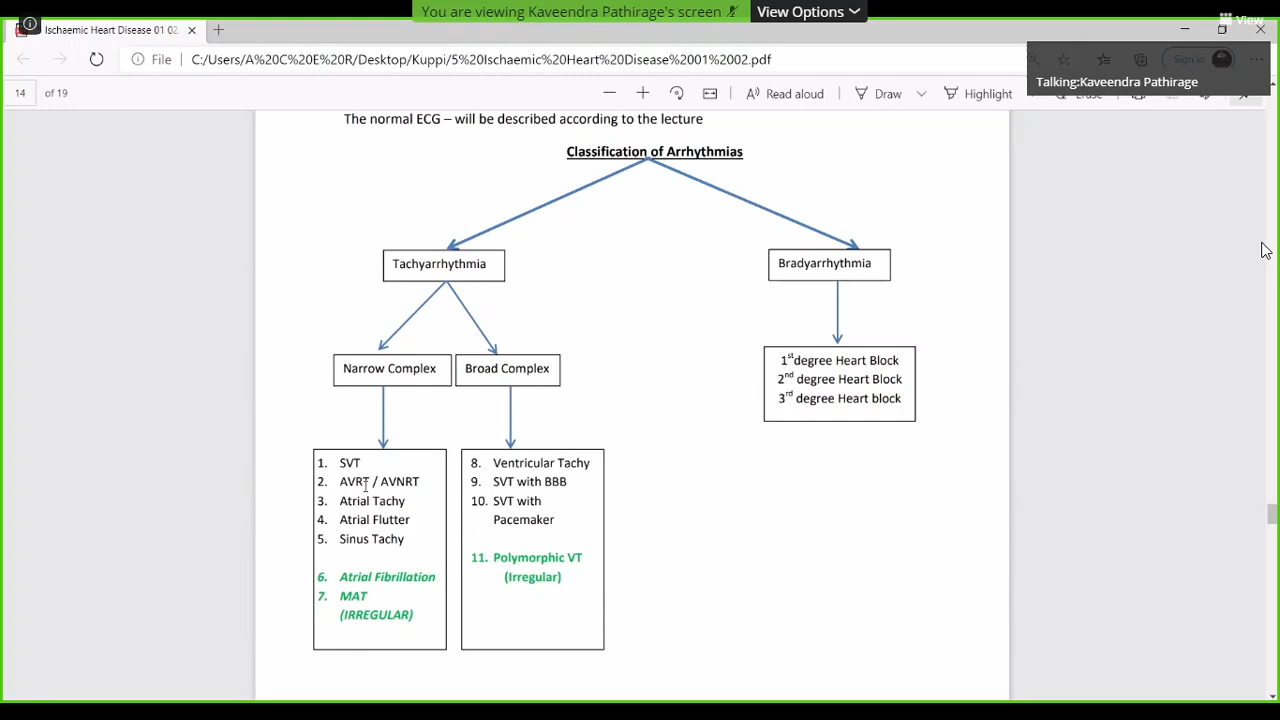 You are viewing Kaveendra Pathirage's screen
View Options
View
Ischaemic Heart Disease 01 02
File
C:/Users/A%20C%20E%20R/Desktop/Kuppi/5%20Ischaemic%20Heart%20Disease%2001%2002.pdf
Sign in
Talking:Kaveendra Pathirage
14 of 19
Read aloud
Draw
Highlight
Erase
The normal ECG – will be described according to the lecture
Classification of Arrhythmias
Tachyarrhythmia
Bradyarrhythmia
Narrow Complex
Broad Complex
1st degree Heart Block
2nd degree Heart Block
3rd degree Heart block
1. SVT
2. AVRT / AVNRT
3. Atrial Tachy
4. Atrial Flutter
5. Sinus Tachy
6. Atrial Fibrillation
7. MAT
(IRREGULAR)
8. Ventricular Tachy
9. SVT with BBB
10. SVT with
Pacemaker
11. Polymorphic VT
(Irregular)